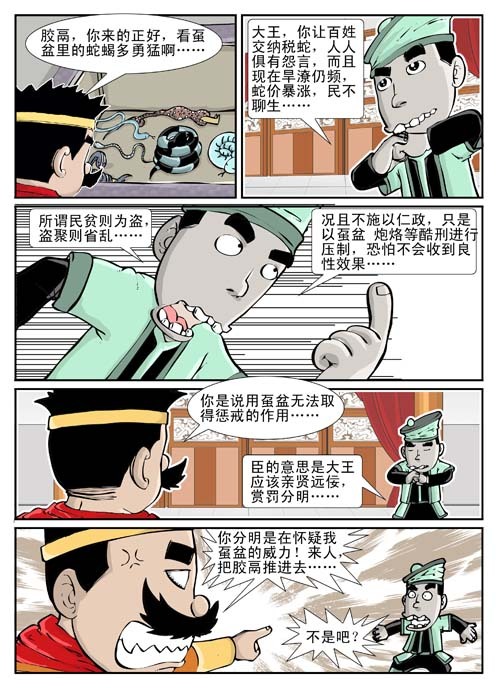 胶鬲，你来的正好，看虿
盆里的蛇蝎多勇猛啊……
大王，你让百姓
交纳税蛇，人人
俱有怨言，而且
现在旱潦仍频，
蛇价暴涨，民不
聊生……
所谓民贫则为盗，
盗聚则省乱……
况且不施以仁政，只是
以虿盆 炮烙等酷刑进行
压制，恐怕不会收到良
性效果……
你是说用虿盆无法取
得惩戒的作用……
臣的意思是大王
应该亲贤远佞，
赏罚分明……
你分明是在怀疑我
虿盆的威力！来人，
把胶鬲推进去……
不是吧？